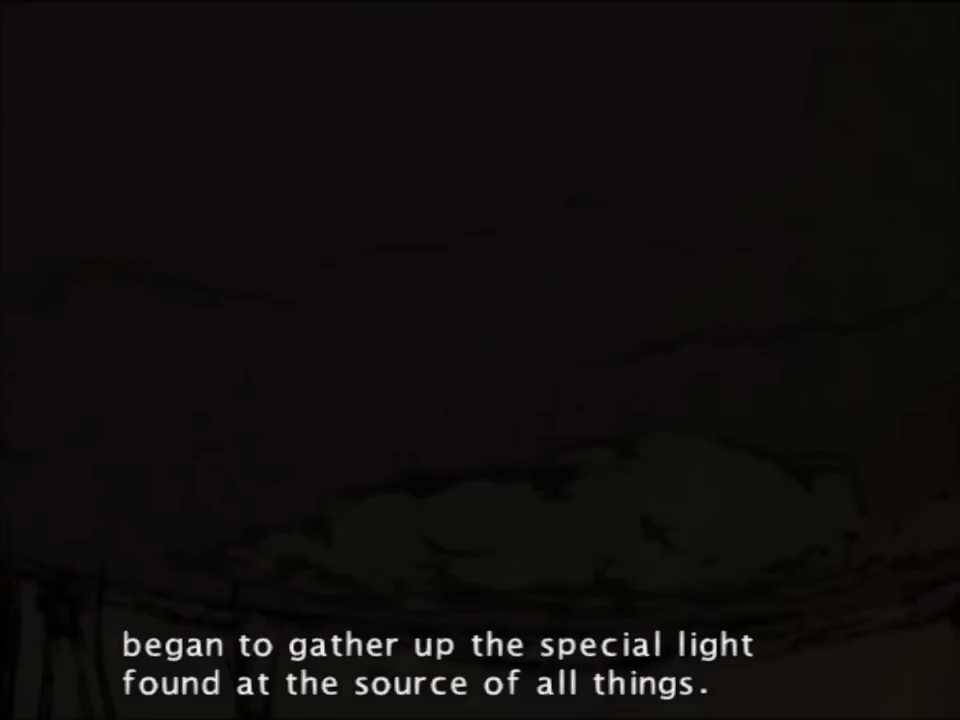 began to gather up the special light
found at the source of all things.